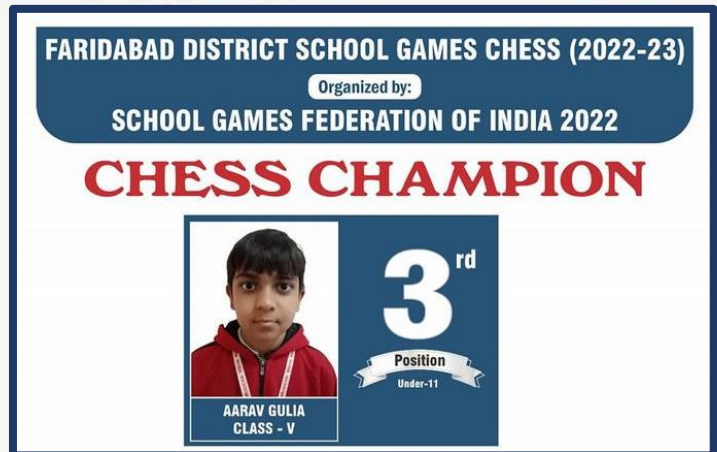 FARIDABAD DISTRICT SCHOOL GAMES CHESS (2022-23)
Organized by:
SCHOOL GAMES FEDERATION OF INDIA 2022
CHESS CHAMPION
3rd
Position
Under-11
AARAV GULIA
CLASS - V